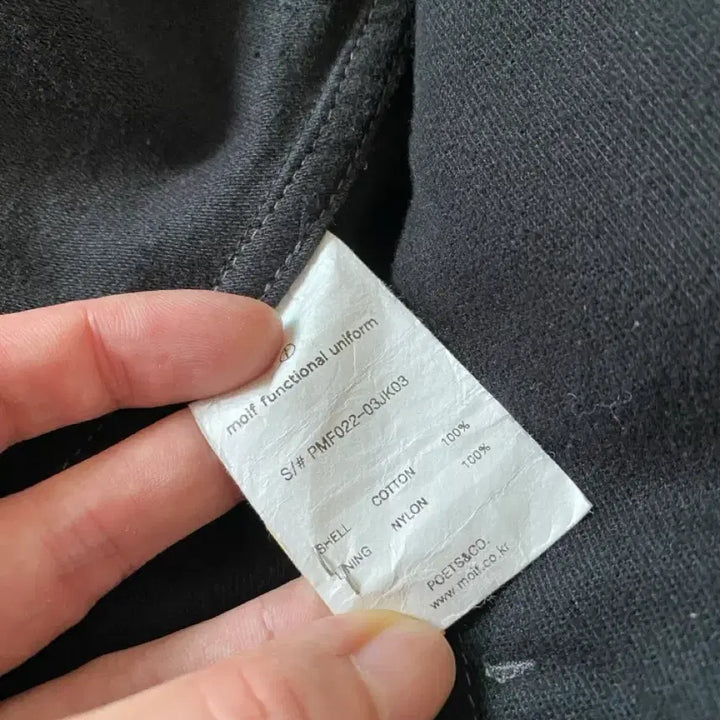 moif functional uniform
S/# PMF022-03JK03
SHELL COTTON 100%
LINING NYLON 100%
POETS&CO.
www.moif.co.kr